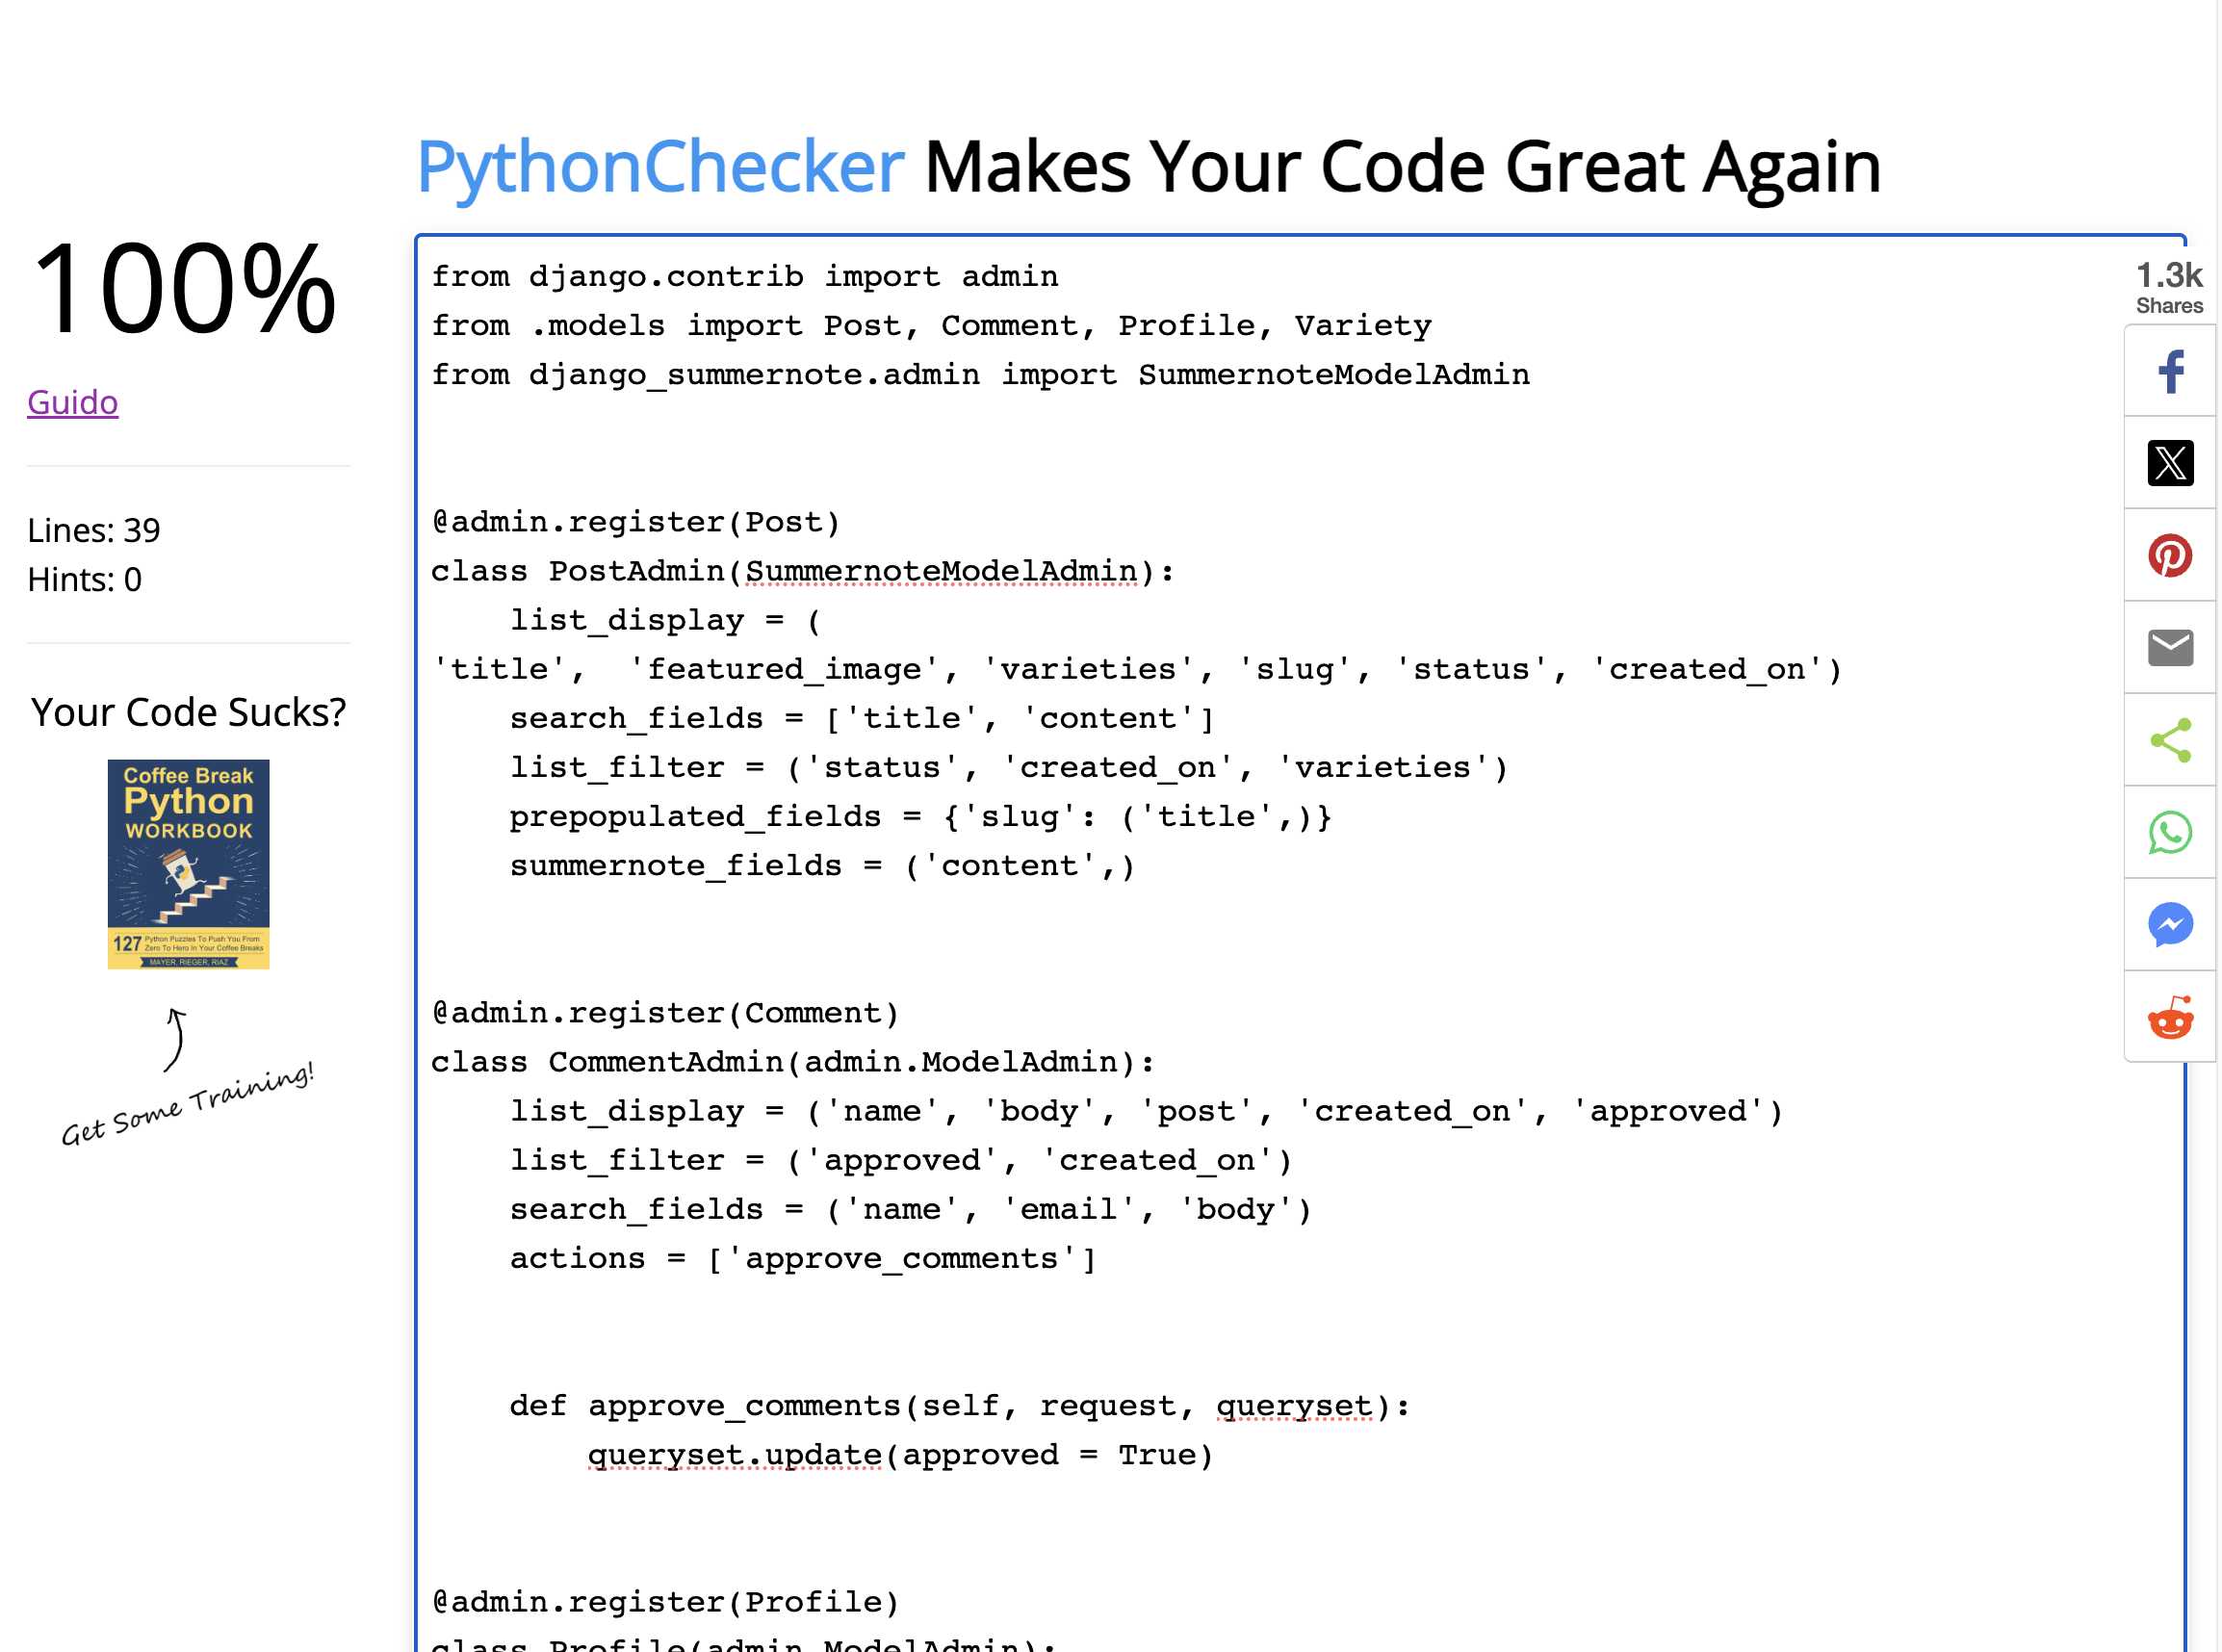 PythonChecker Makes Your Code Great Again
100%
Guido
Lines: 39
Hints: 0
Your Code Sucks?
Coffee Break
Python
WORKBOOK
127 Python Puzzles To Push You From
Zero To Hero In Your Coffee Breaks
MAYER, RIEGER, RIAZ
Get Some Training!
from django.contrib import admin
from .models import Post, Comment, Profile, Variety
from django_summernote.admin import SummernoteModelAdmin
@admin.register(Post)
class PostAdmin(SummernoteModelAdmin):
    list_display = (
'title',  'featured_image', 'varieties', 'slug', 'status', 'created_on')
    search_fields = ['title', 'content']
    list_filter = ('status', 'created_on', 'varieties')
    prepopulated_fields = {'slug': ('title',)}
    summernote_fields = ('content',)
@admin.register(Comment)
class CommentAdmin(admin.ModelAdmin):
    list_display = ('name', 'body', 'post', 'created_on', 'approved')
    list_filter = ('approved', 'created_on')
    search_fields = ('name', 'email', 'body')
    actions = ['approve_comments']
    def approve_comments(self, request, queryset):
        queryset.update(approved = True)
@admin.register(Profile)
class Profile(admin.ModelAdmin):
1.3k
Shares